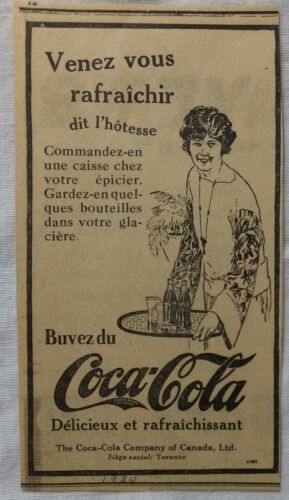 Venez vous
rafraîchir
dit l'hôtesse
Commandez-en
une caisse chez
votre épicier.
Gardez-en quel-
ques bouteilles
dans votre gla-
cière.
Buvez du
Coca-Cola
Délicieux et rafraîchissant
The Coca-Cola Company of Canada, Ltd.
Siège social: Toronto